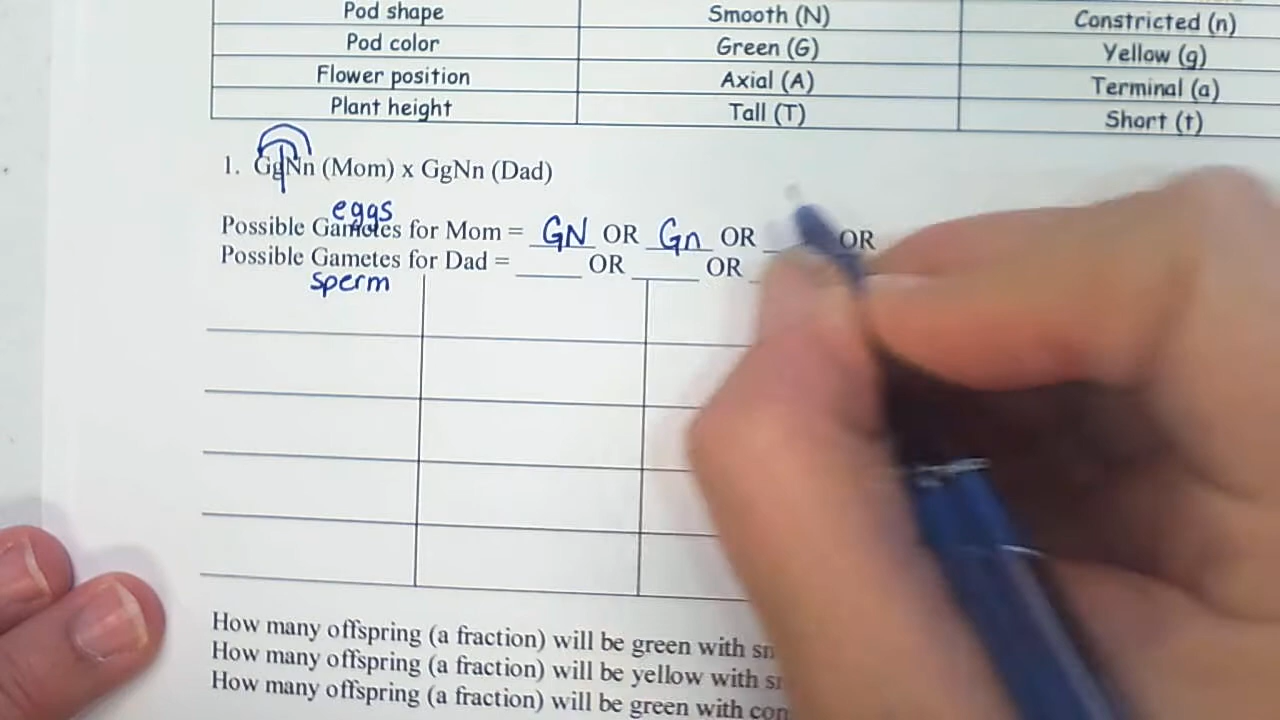 Pod shape Smooth (N) Constricted (n)
Pod color Green (G) Yellow (g)
Flower position Axial (A) Terminal (a)
Plant height Tall (T) Short (t)
1. GgNn (Mom) x GgNn (Dad)
eggs
Possible Gametes for Mom = GN OR Gn OR ___ OR
Possible Gametes for Dad = ___ OR ___ OR
sperm
How many offspring (a fraction) will be green with
How many offspring (a fraction) will be yellow with
How many offspring (a fraction) will be green with